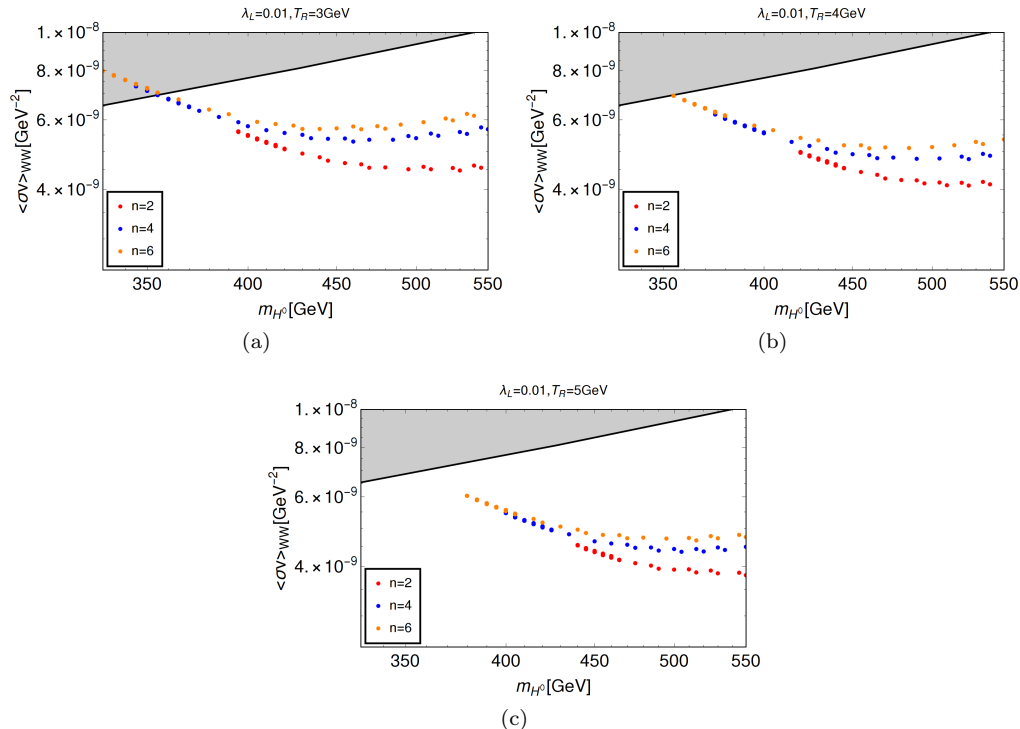 λL=0.01,TR=3GeV
1.×10-8
8.×10-9
6.×10-9
4.×10-9
<σv>WW[GeV-2]
n=2
n=4
n=6
350
400
450
500
550
mH0[GeV]
(a)
λL=0.01,TR=4GeV
1.×10-8
8.×10-9
6.×10-9
4.×10-9
<σv>WW[GeV-2]
n=2
n=4
n=6
350
400
450
500
550
mH0[GeV]
(b)
λL=0.01,TR=5GeV
1.×10-8
8.×10-9
6.×10-9
4.×10-9
<σv>WW[GeV-2]
n=2
n=4
n=6
350
400
450
500
550
mH0[GeV]
(c)